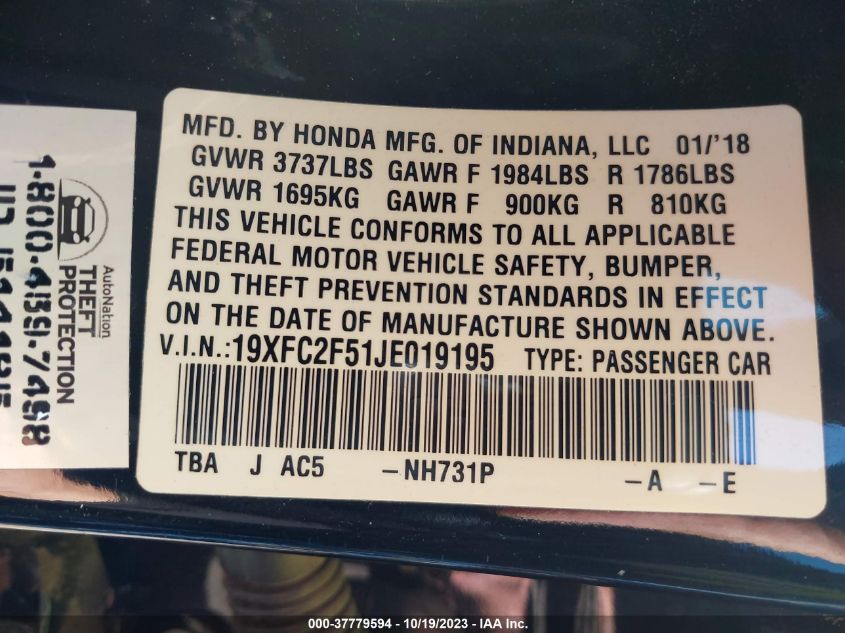 MFD. BY HONDA MFG. OF INDIANA, LLC 01/'18
GVWR 3737LBS GAWR F 1984LBS R 1786LBS
GVWR 1695KG GAWR F 900KG R 810KG
THIS VEHICLE CONFORMS TO ALL APPLICABLE
FEDERAL MOTOR VEHICLE SAFETY, BUMPER,
AND THEFT PREVENTION STANDARDS IN EFFECT
ON THE DATE OF MANUFACTURE SHOWN ABOVE.
V.I.N.:19XFC2F51JE019195 TYPE: PASSENGER CAR
TBA J AC5 -NH731P -A -E
AutoNation
THEFT
PROTECTION
1-800-459-7498
000-37779594 - 10/19/2023 - IAA Inc.